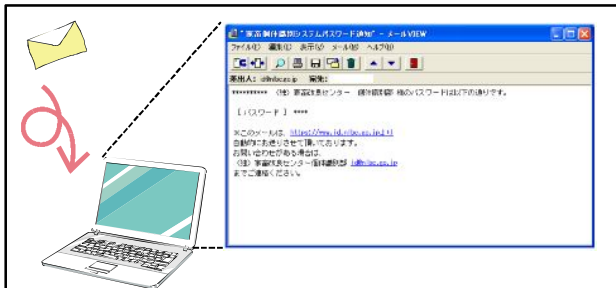 "家畜個体識別システムパスワード通知" - メールVIEW
ファイル(F) 編集(E) 表示(V) メール(M) ヘルプ(H)
差出人: id@nlbc.go.jp 宛先:
********** (独) 家畜改良センター 個体識別部 様のパスワードは以下の通りです。
[ パスワード ] ****
※このメールは、
自動的にお送りさせて頂いております。
お問い合わせがある場合は、
(独) 家畜改良センター個体識別部 id@nlbc.go.jp
までご連絡ください。